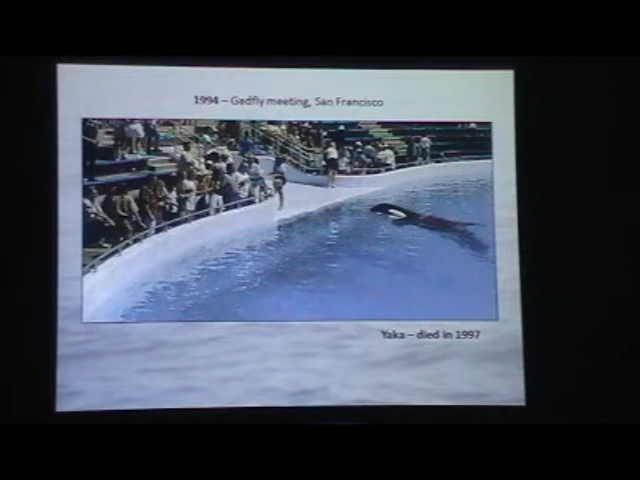 1994 – Gadfly meeting, San Francisco
Yaka – died in 1997